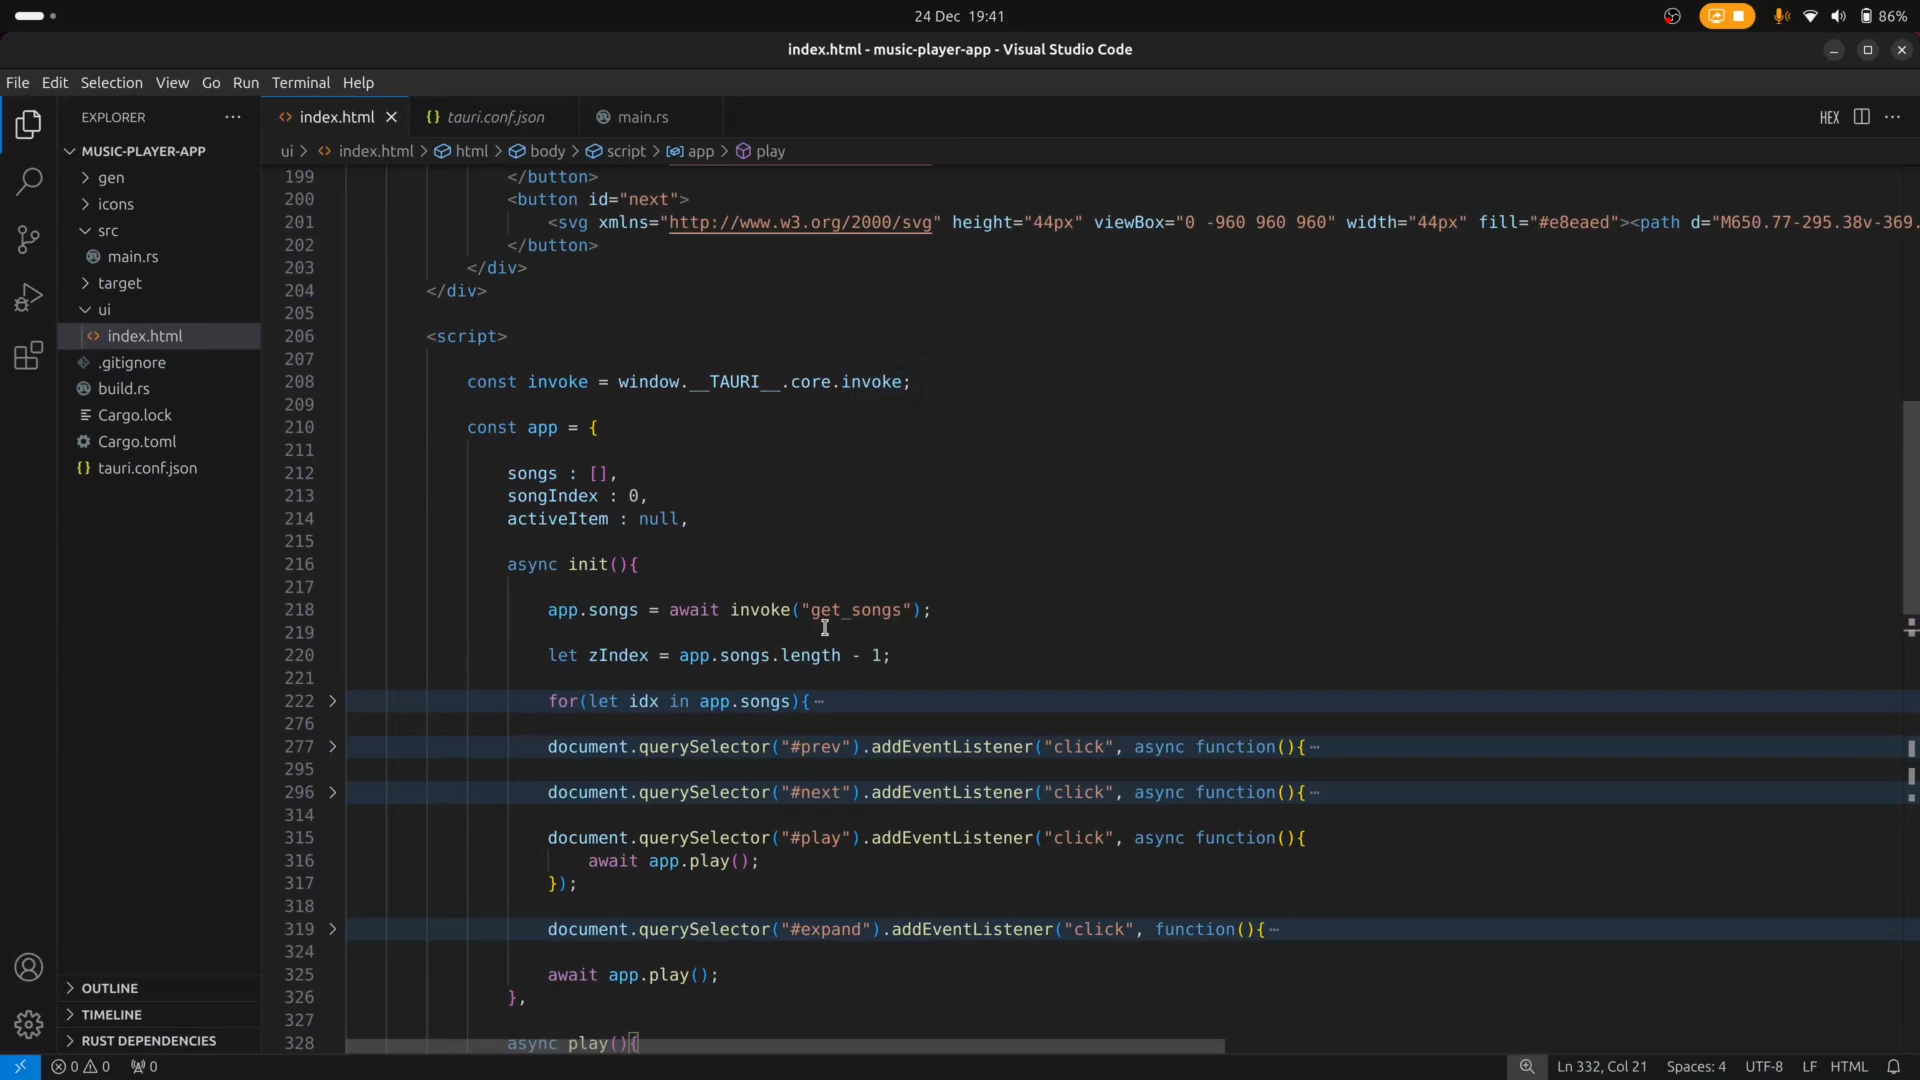 24 Dec 19:41
86%
index.html - music-player-app - Visual Studio Code
File Edit Selection View Go Run Terminal Help
EXPLORER
MUSIC-PLAYER-APP
gen
icons
src
main.rs
target
ui
index.html
.gitignore
build.rs
Cargo.lock
Cargo.toml
tauri.conf.json
OUTLINE
TIMELINE
RUST DEPENDENCIES
index.html
tauri.conf.json
main.rs
HEX
ui > index.html > html > body > script > app > play
199 </button>
200 <button id="next">
201 <svg xmlns="http://www.w3.org/2000/svg" height="44px" viewBox="0 -960 960 960" width="44px" fill="#e8eaed"><path d="M650.77-295.38v-369.
202 </button>
203 </div>
204 </div>
205
206 <script>
207
208 const invoke = window.__TAURI__.core.invoke;
209
210 const app = {
211
212 songs : [],
213 songIndex : 0,
214 activeItem : null,
215
216 async init(){
217
218 app.songs = await invoke("get_songs");
219
220 let zIndex = app.songs.length - 1;
221
222 for(let idx in app.songs){⋯
276
277 document.querySelector("#prev").addEventListener("click", async function(){⋯
295
296 document.querySelector("#next").addEventListener("click", async function(){⋯
314
315 document.querySelector("#play").addEventListener("click", async function(){
316 await app.play();
317 });
318
319 document.querySelector("#expand").addEventListener("click", function(){⋯
324
325 await app.play();
326 },
327
328 async play(){
0 0 0
Ln 332, Col 21 Spaces: 4 UTF-8 LF HTML